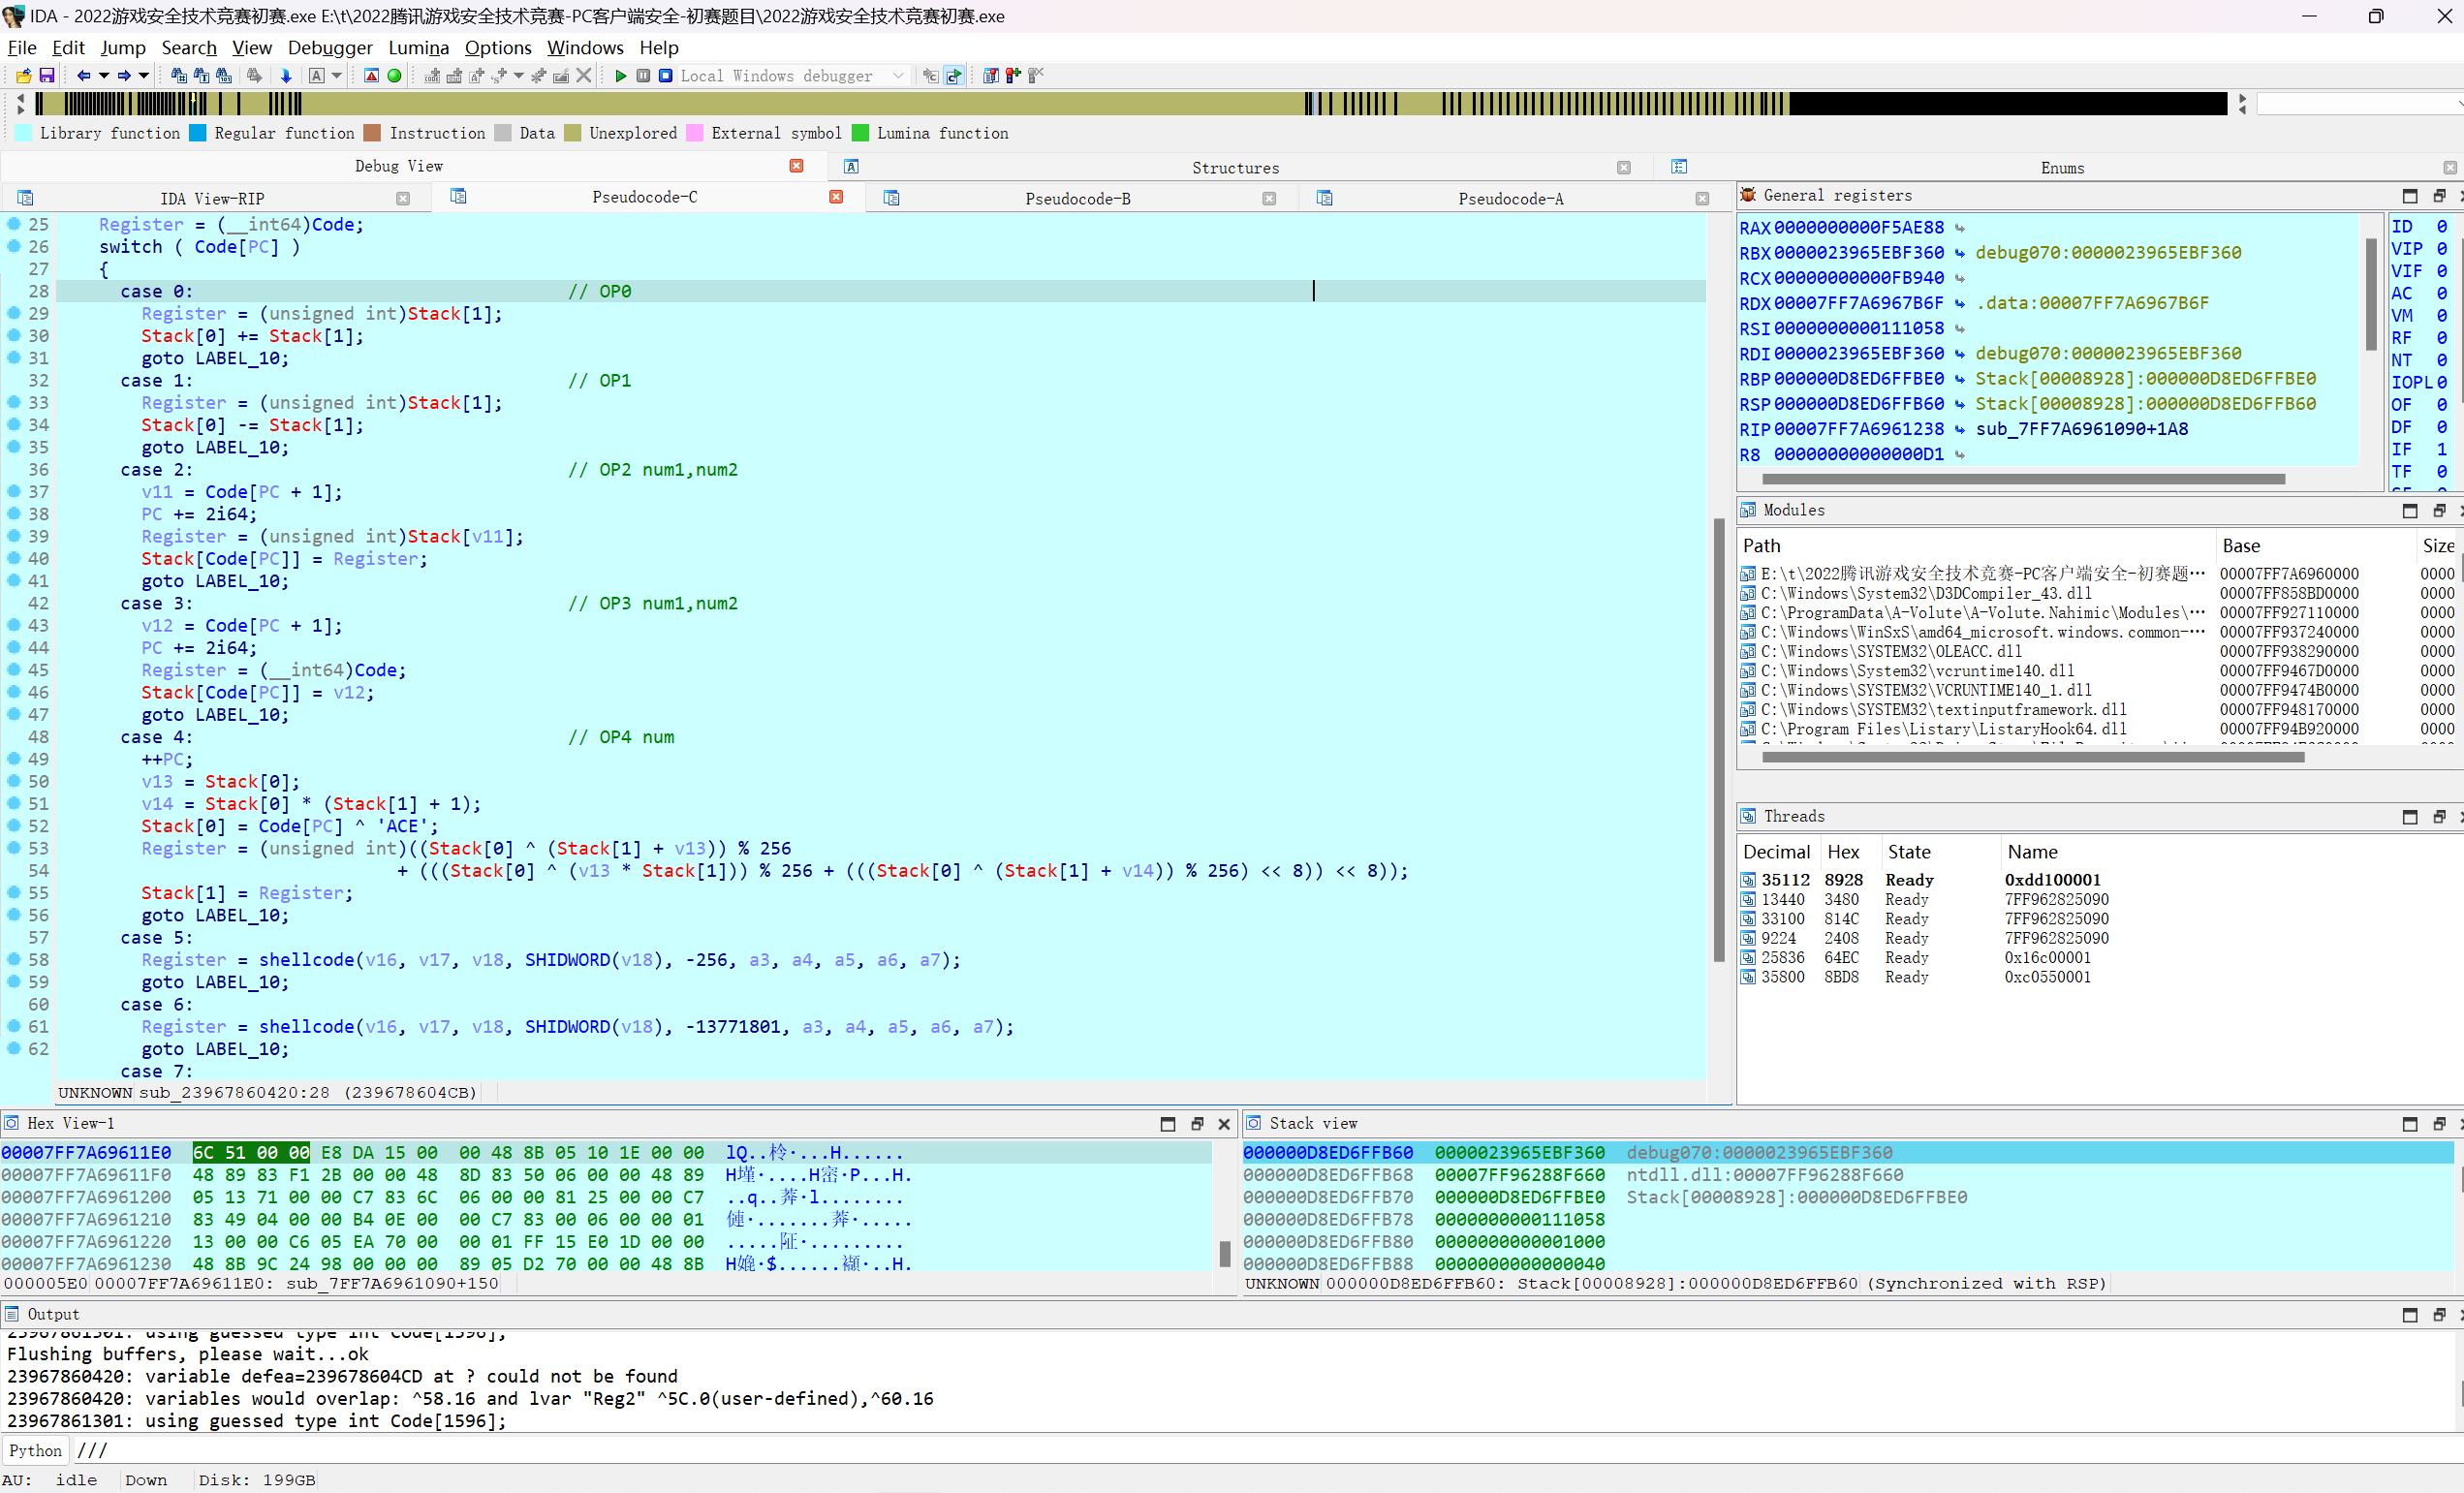 IDA - 2022游戏安全技术竞赛初赛.exe E:\t\2022腾讯游戏安全技术竞赛-PC客户端安全-初赛题目\2022游戏安全技术竞赛初赛.exe
File Edit Jump Search View Debugger Lumina Options Windows Help
Local Windows debugger
Library function Regular function Instruction Data Unexplored External symbol Lumina function
Debug View Structures Enums
IDA View-RIP Pseudocode-C Pseudocode-B Pseudocode-A
25 Register = (__int64)Code;
26 switch ( Code[PC] )
27 {
28 case 0: // OP0
29 Register = (unsigned int)Stack[1];
30 Stack[0] += Stack[1];
31 goto LABEL_10;
32 case 1: // OP1
33 Register = (unsigned int)Stack[1];
34 Stack[0] -= Stack[1];
35 goto LABEL_10;
36 case 2: // OP2 num1,num2
37 v11 = Code[PC + 1];
38 PC += 2i64;
39 Register = (unsigned int)Stack[v11];
40 Stack[Code[PC]] = Register;
41 goto LABEL_10;
42 case 3: // OP3 num1,num2
43 v12 = Code[PC + 1];
44 PC += 2i64;
45 Register = (__int64)Code;
46 Stack[Code[PC]] = v12;
47 goto LABEL_10;
48 case 4: // OP4 num
49 ++PC;
50 v13 = Stack[0];
51 v14 = Stack[0] * (Stack[1] + 1);
52 Stack[0] = Code[PC] ^ 'ACE';
53 Register = (unsigned int)((Stack[0] ^ (Stack[1] + v13)) % 256
54 + (((Stack[0] ^ (v13 * Stack[1])) % 256 + (((Stack[0] ^ (Stack[1] + v14)) % 256) << 8)) << 8));
55 Stack[1] = Register;
56 goto LABEL_10;
57 case 5:
58 Register = shellcode(v16, v17, v18, SHIDWORD(v18), -256, a3, a4, a5, a6, a7);
59 goto LABEL_10;
60 case 6:
61 Register = shellcode(v16, v17, v18, SHIDWORD(v18), -13771801, a3, a4, a5, a6, a7);
62 goto LABEL_10;
case 7:
UNKNOWN sub_23967860420:28 (239678604CB)
General registers
RAX 0000000000F5AE88
RBX 0000023965EBF360 debug070:0000023965EBF360
RCX 00000000000FB940
RDX 00007FF7A6967B6F .data:00007FF7A6967B6F
RSI 0000000000111058
RDI 0000023965EBF360 debug070:0000023965EBF360
RBP 000000D8ED6FFBE0 Stack[00008928]:000000D8ED6FFBE0
RSP 000000D8ED6FFB60 Stack[00008928]:000000D8ED6FFB60
RIP 00007FF7A6961238 sub_7FF7A6961090+1A8
R8 00000000000000D1
ID 0
VIP 0
VIF 0
AC 0
VM 0
RF 0
NT 0
IOPL 0
OF 0
DF 0
IF 1
TF 0
Modules
Path Base Size
E:\t\2022腾讯游戏安全技术竞赛-PC客户端安全-初赛题… 00007FF7A6960000 0000
C:\Windows\System32\D3DCompiler_43.dll 00007FF858BD0000 0000
C:\ProgramData\A-Volute\A-Volute.Nahimic\Modules\… 00007FF927110000 0000
C:\Windows\WinSxS\amd64_microsoft.windows.common-… 00007FF937240000 0000
C:\Windows\SYSTEM32\OLEACC.dll 00007FF938290000 0000
C:\Windows\System32\vcruntime140.dll 00007FF9467D0000 0000
C:\Windows\SYSTEM32\VCRUNTIME140_1.dll 00007FF9474B0000 0000
C:\Windows\SYSTEM32\textinputframework.dll 00007FF948170000 0000
C:\Program Files\Listary\ListaryHook64.dll 00007FF94B920000 0000
Threads
Decimal Hex State Name
35112 8928 Ready 0xdd100001
13440 3480 Ready 7FF962825090
33100 814C Ready 7FF962825090
9224 2408 Ready 7FF962825090
25836 64EC Ready 0x16c00001
35800 8BD8 Ready 0xc0550001
Hex View-1
00007FF7A69611E0 6C 51 00 00 E8 DA 15 00 00 48 8B 05 10 1E 00 00
00007FF7A69611F0 48 89 83 F1 2B 00 00 48 8D 83 50 06 00 00 48 89
00007FF7A6961200 05 13 71 00 00 C7 83 6C 06 00 00 81 25 00 00 C7
00007FF7A6961210 83 49 04 00 00 B4 0E 00 00 C7 83 00 06 00 00 01
00007FF7A6961220 13 00 00 C6 05 EA 70 00 00 01 FF 15 E0 1D 00 00
00007FF7A6961230 48 8B 9C 24 98 00 00 00 89 05 D2 70 00 00 48 8B
000005E0 00007FF7A69611E0: sub_7FF7A6961090+150
Stack view
000000D8ED6FFB60 0000023965EBF360 debug070:0000023965EBF360
000000D8ED6FFB68 00007FF96288F660 ntdll.dll:00007FF96288F660
000000D8ED6FFB70 000000D8ED6FFBE0 Stack[00008928]:000000D8ED6FFBE0
000000D8ED6FFB78 0000000000111058
000000D8ED6FFB80 0000000000001000
000000D8ED6FFB88 0000000000000040
UNKNOWN 000000D8ED6FFB60: Stack[00008928]:000000D8ED6FFB60 (Synchronized with RSP)
Output
23967861301: using guessed type int Code[1596];
Flushing buffers, please wait...ok
23967860420: variable defea=239678604CD at ? could not be found
23967860420: variables would overlap: ^58.16 and lvar "Reg2" ^5C.0(user-defined),^60.16
23967861301: using guessed type int Code[1596];
Python ///
AU: idle Down Disk: 199GB